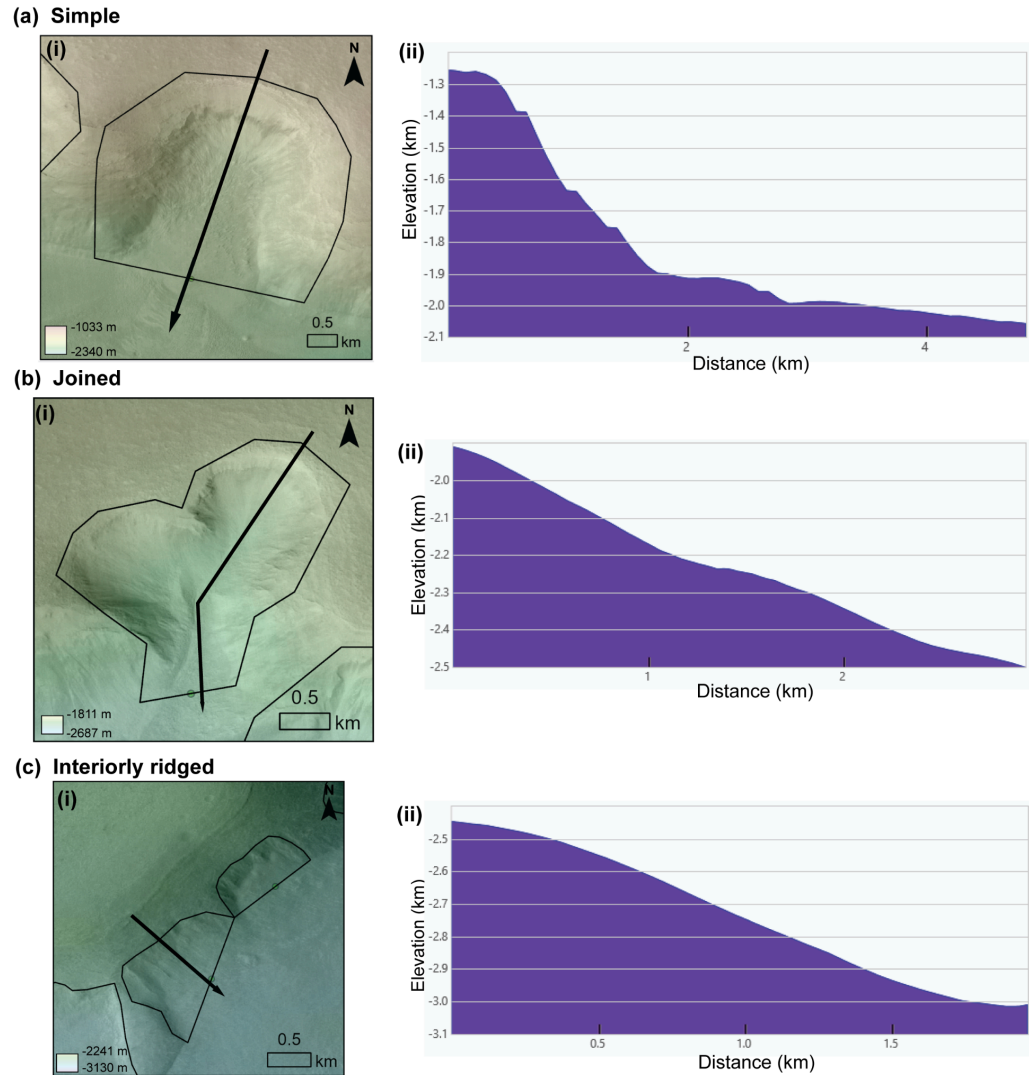 (a) Simple
(i)
N
-1033 m
-2340 m
0.5
km
(ii)
Elevation (km)
-1.3
-1.4
-1.5
-1.6
-1.7
-1.8
-1.9
-2.0
-2.1
2
4
Distance (km)
(b) Joined
(i)
N
-1811 m
-2687 m
0.5
km
(ii)
Elevation (km)
-2.0
-2.1
-2.2
-2.3
-2.4
-2.5
1
2
Distance (km)
(c) Interiorly ridged
(i)
N
-2241 m
-3130 m
0.5
km
(ii)
Elevation (km)
-2.5
-2.6
-2.7
-2.8
-2.9
-3.0
-3.1
0.5
1.0
1.5
Distance (km)